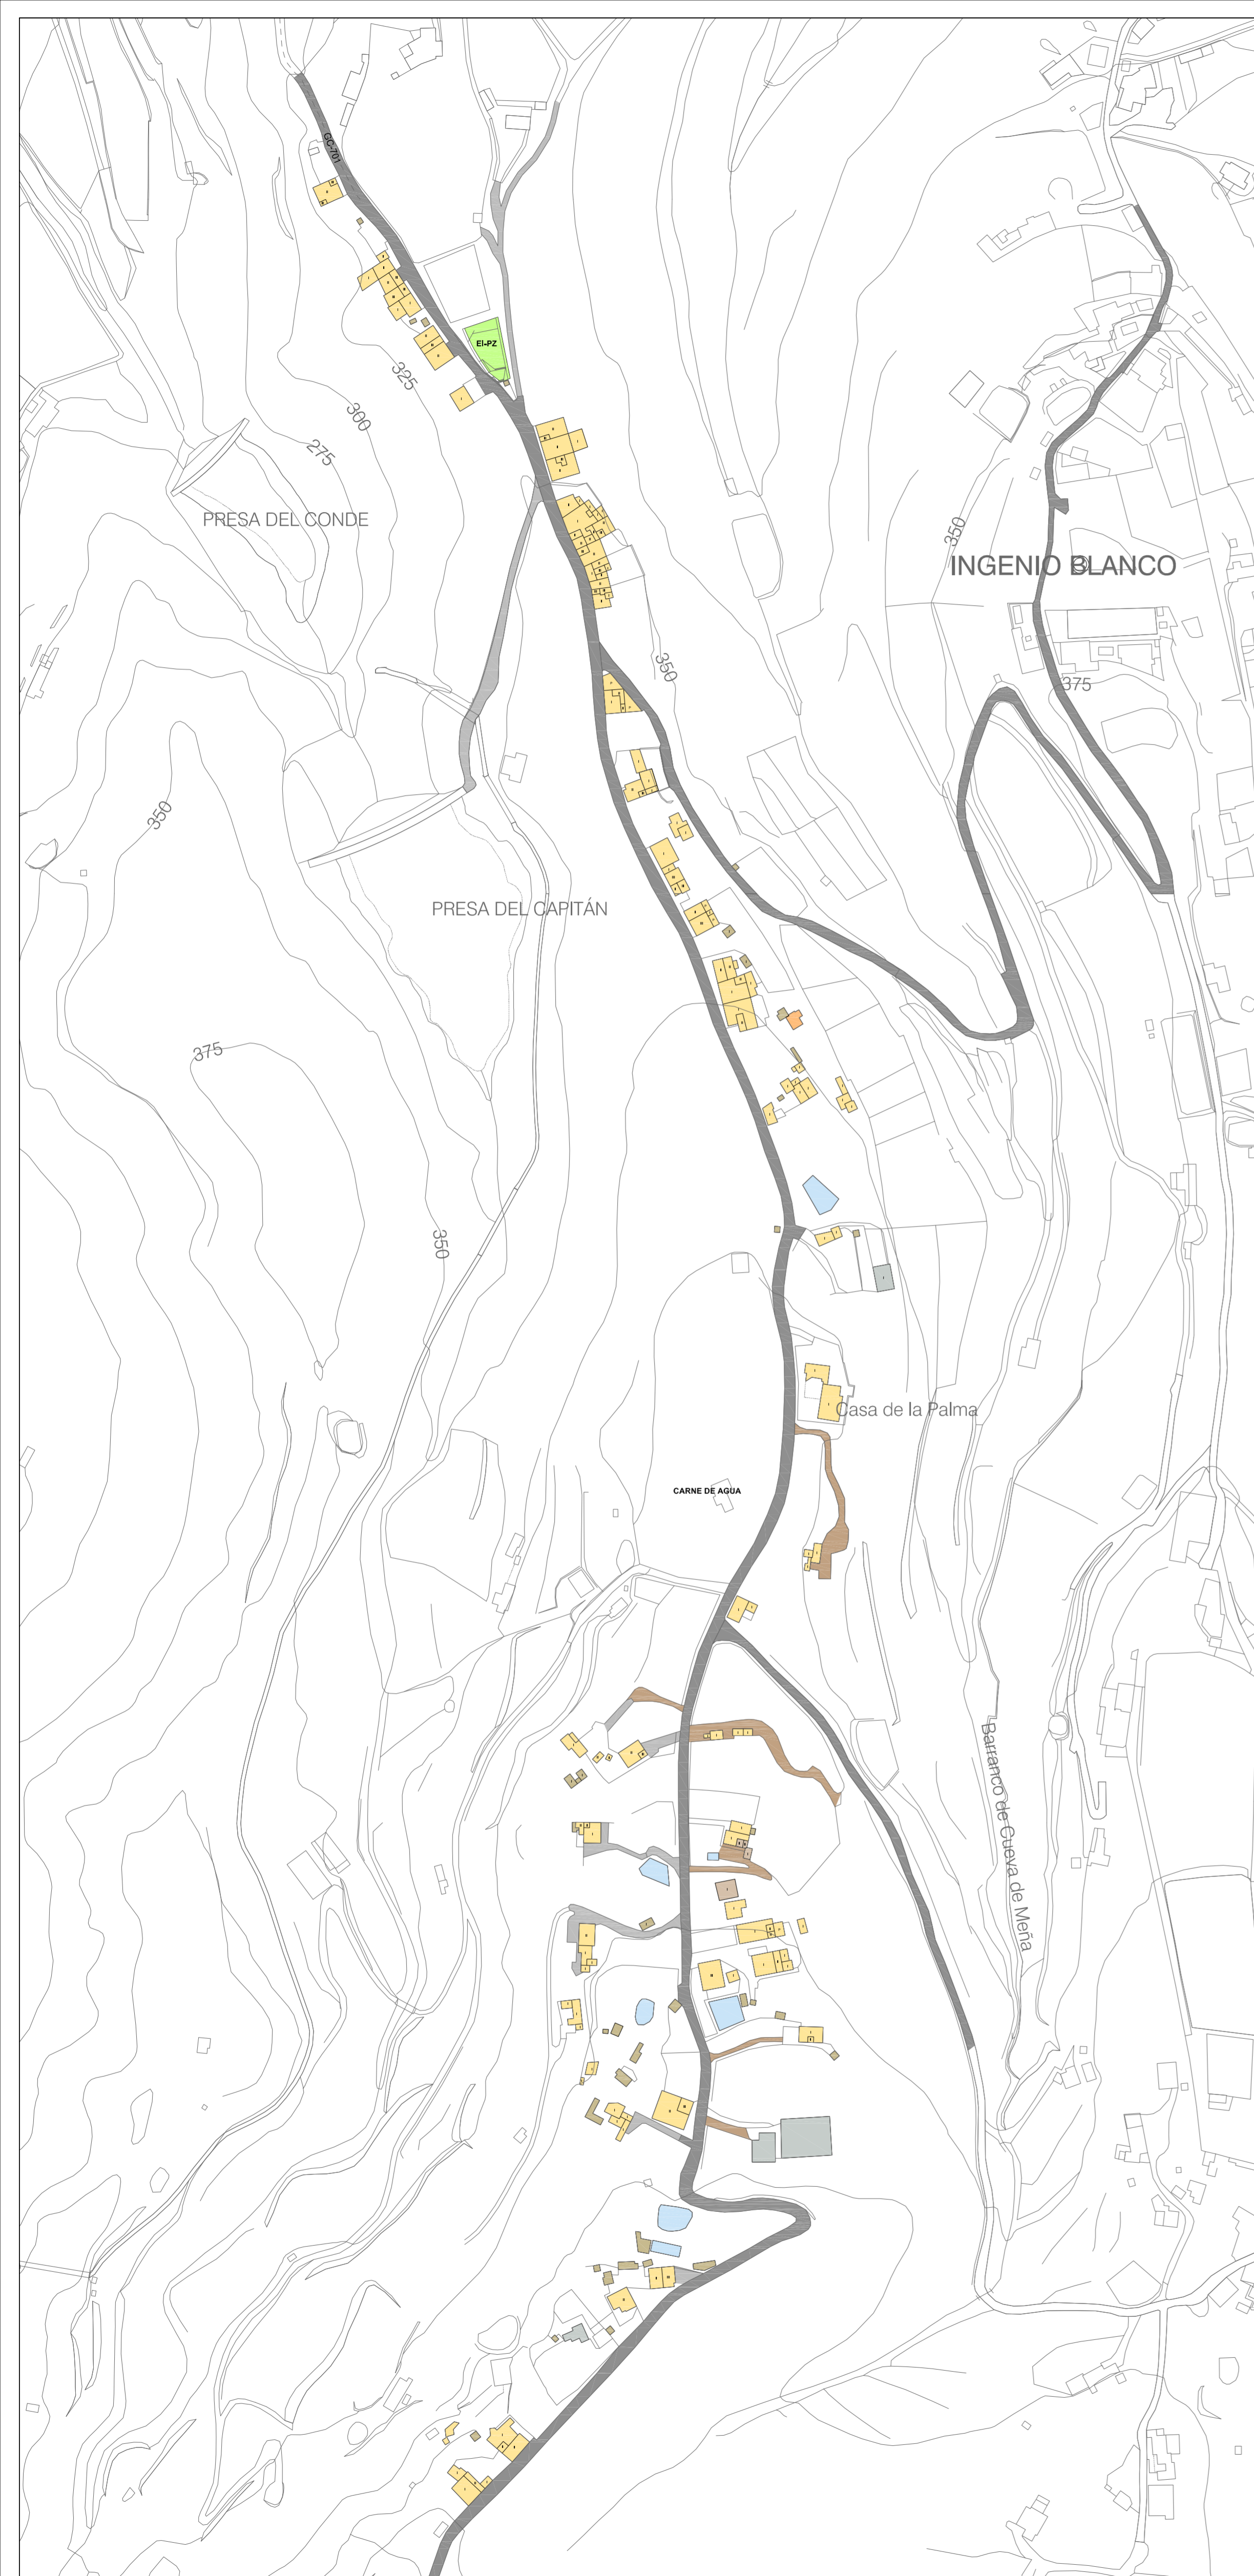 GC-701
EI-PZ
325
300
275
PRESA DEL CONDE
350
INGENIO BLANCO
350
375
350
PRESA DEL CAPITÁN
375
350
Casa de la Palma
CARNE DE AGUA
Barranco de Cueva de Meña